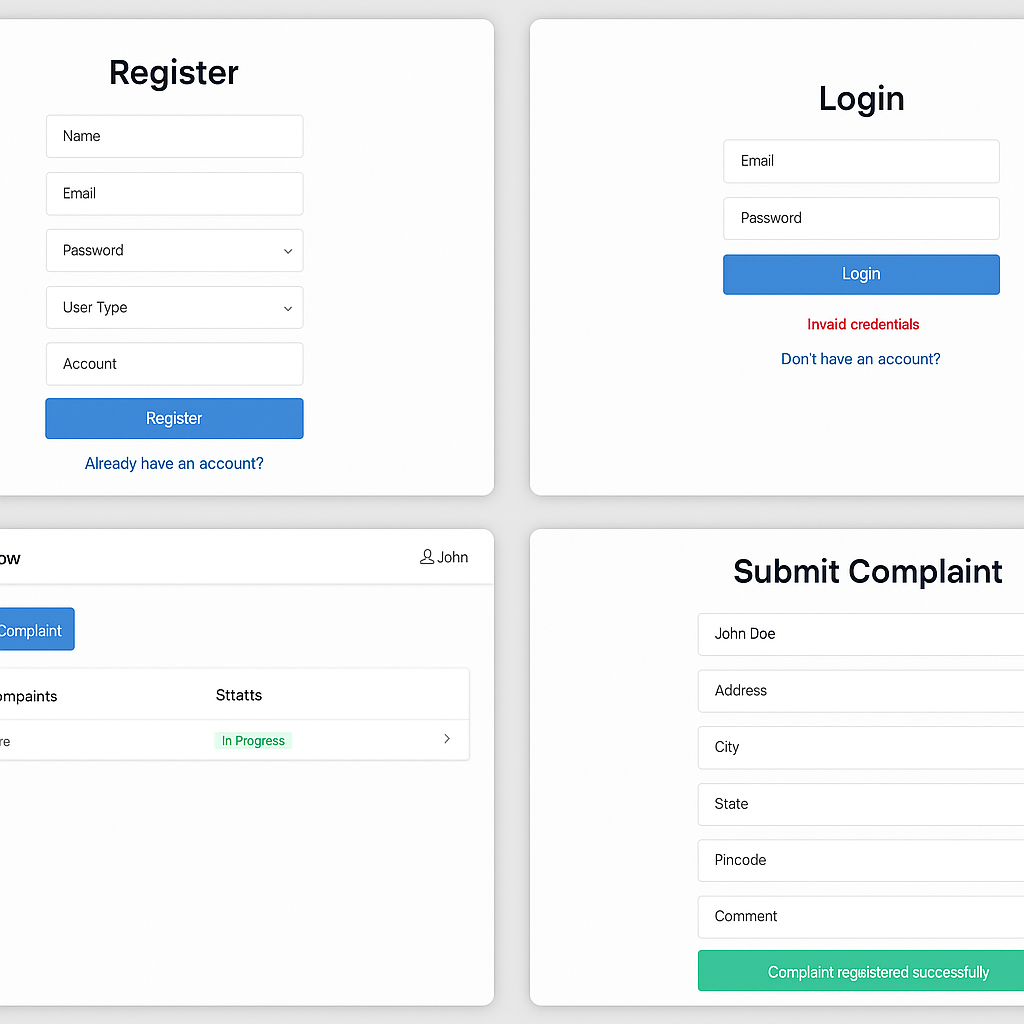 Register
Name
Email
Password
User Type
Account
Register
Already have an account?
Login
Email
Password
Login
Invaid credentials
Don't have an account?
ow
John
Complaint
ompaints
Sttatts
re
In Progress
Submit Complaint
John Doe
Address
City
State
Pincode
Comment
Complaint regsistered successfully